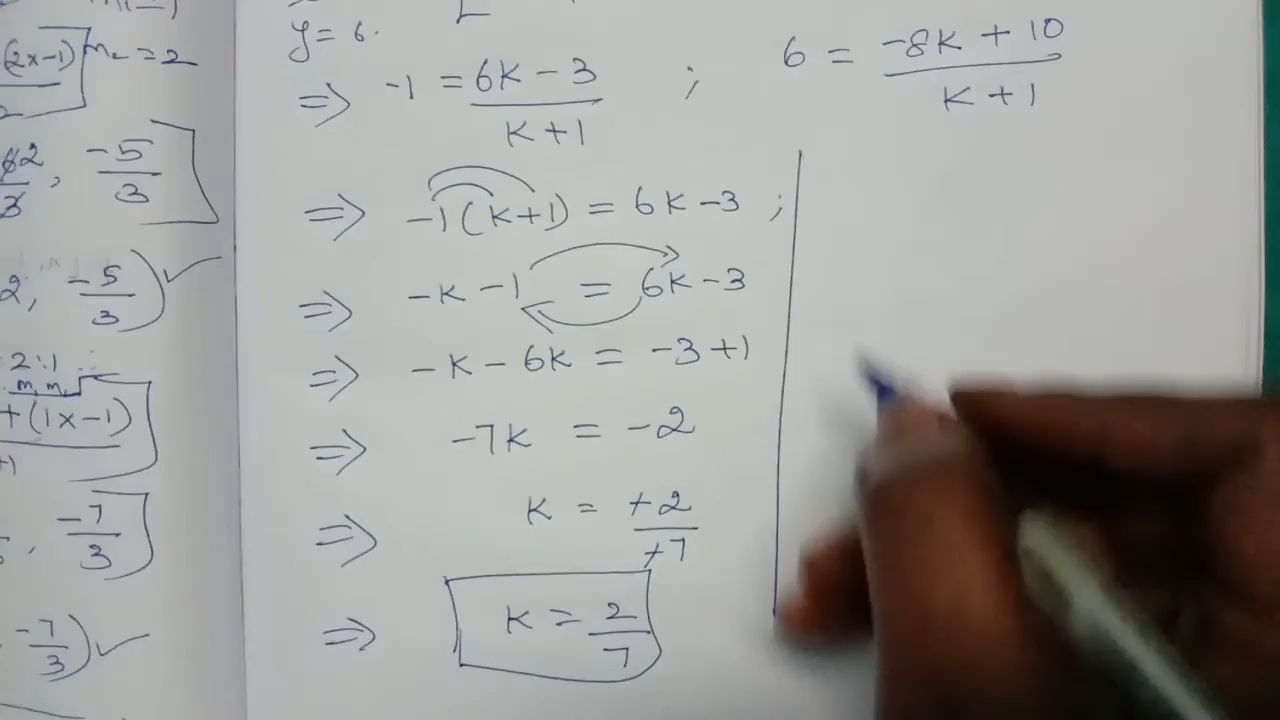 (2x-1) m₂ = 2
-5/3
2, -5/3) ✓
2:1
m₁ m₂
+(1x-1)
+1
, -7/3
-7/3) ✓
y = 6.
⇒ -1 = (6K - 3)/(K + 1) ; 6 = (-8K + 10)/(K + 1)
⇒ -1(K+1) = 6K - 3 ;
⇒ -K - 1 = 6K - 3
⇒ -K - 6K = -3 + 1
⇒ -7K = -2
⇒ K = +2/+7
⇒ K = 2/7